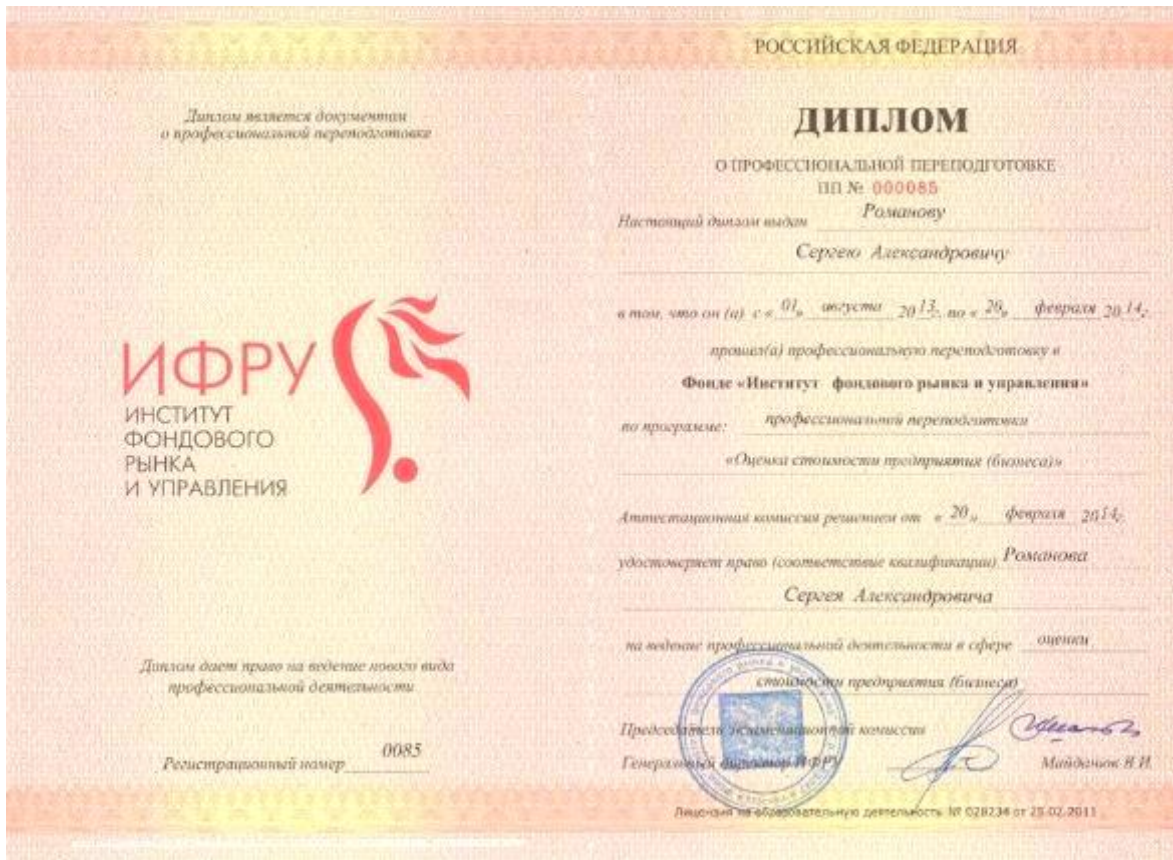 Диплом является документом
о профессиональной переподготовке
ИФРУ
ИНСТИТУТ
ФОНДОВОГО
РЫНКА
И УПРАВЛЕНИЯ
Диплом дает право на ведение нового вида
профессиональной деятельности
Регистрационный номер 0085
РОССИЙСКАЯ ФЕДЕРАЦИЯ
ДИПЛОМ
О ПРОФЕССИОНАЛЬНОЙ ПЕРЕПОДГОТОВКЕ
ПП № 000085
Настоящий диплом выдан Романову
Сергею Александровичу
в том, что он (а) с « 01 » августа 2013 г. по « 20 » февраля 2014 г.
прошел(а) профессиональную переподготовку в
Фонде «Институт фондового рынка и управления»
по программе: профессиональной переподготовки
«Оценка стоимости предприятия (бизнеса)»
Аттестационная комиссия решением от « 20 » февраля 2014 г.
удостоверяет право (соответствие квалификации) Романова
Сергея Александровича
на ведение профессиональной деятельности в сфере оценки
стоимости предприятия (бизнеса)
Председатель экзаменационной комиссии
Генеральный директор ИФРУ Майданюк В.И.
Лицензия на образовательную деятельность № 028234 от 25.02.2011